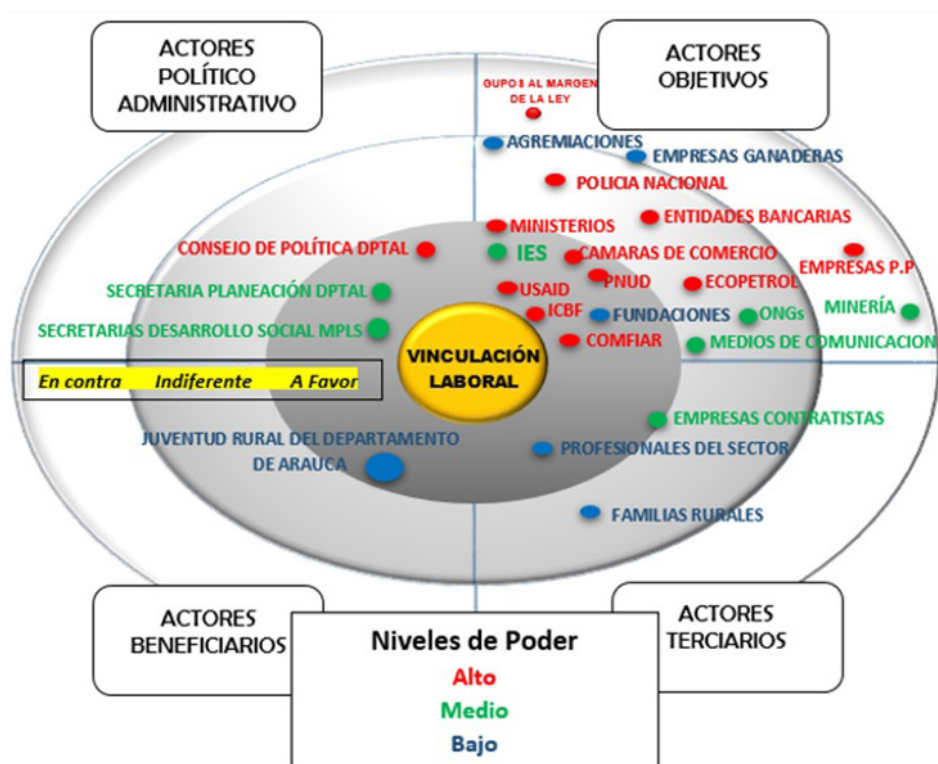 ACTORES
POLÍTICO
ADMINISTRATIVO
ACTORES
OBJETIVOS
GUPOS AL MARGEN
DE LA LEY
AGREMIACIONES
EMPRESAS GANADERAS
POLICIA NACIONAL
ENTIDADES BANCARIAS
MINISTERIOS
CONSEJO DE POLÍTICA DPTAL
IES
CAMARAS DE COMERCIO
EMPRESAS P.P
PNUD
ECOPETROL
USAID
SECRETARIA PLANEACIÓN DPTAL
ICBF
FUNDACIONES
ONGs
MINERÍA
SECRETARIAS DESARROLLO SOCIAL MPLS
COMFIAR
MEDIOS DE COMUNICACION
VINCULACIÓN
LABORAL
En contra Indiferente A Favor
EMPRESAS CONTRATISTAS
JUVENTUD RURAL DEL DEPARTAMENTO
DE ARAUCA
PROFESIONALES DEL SECTOR
FAMILIAS RURALES
ACTORES
BENEFICIARIOS
ACTORES
TERCIARIOS
Niveles de Poder
Alto
Medio
Bajo